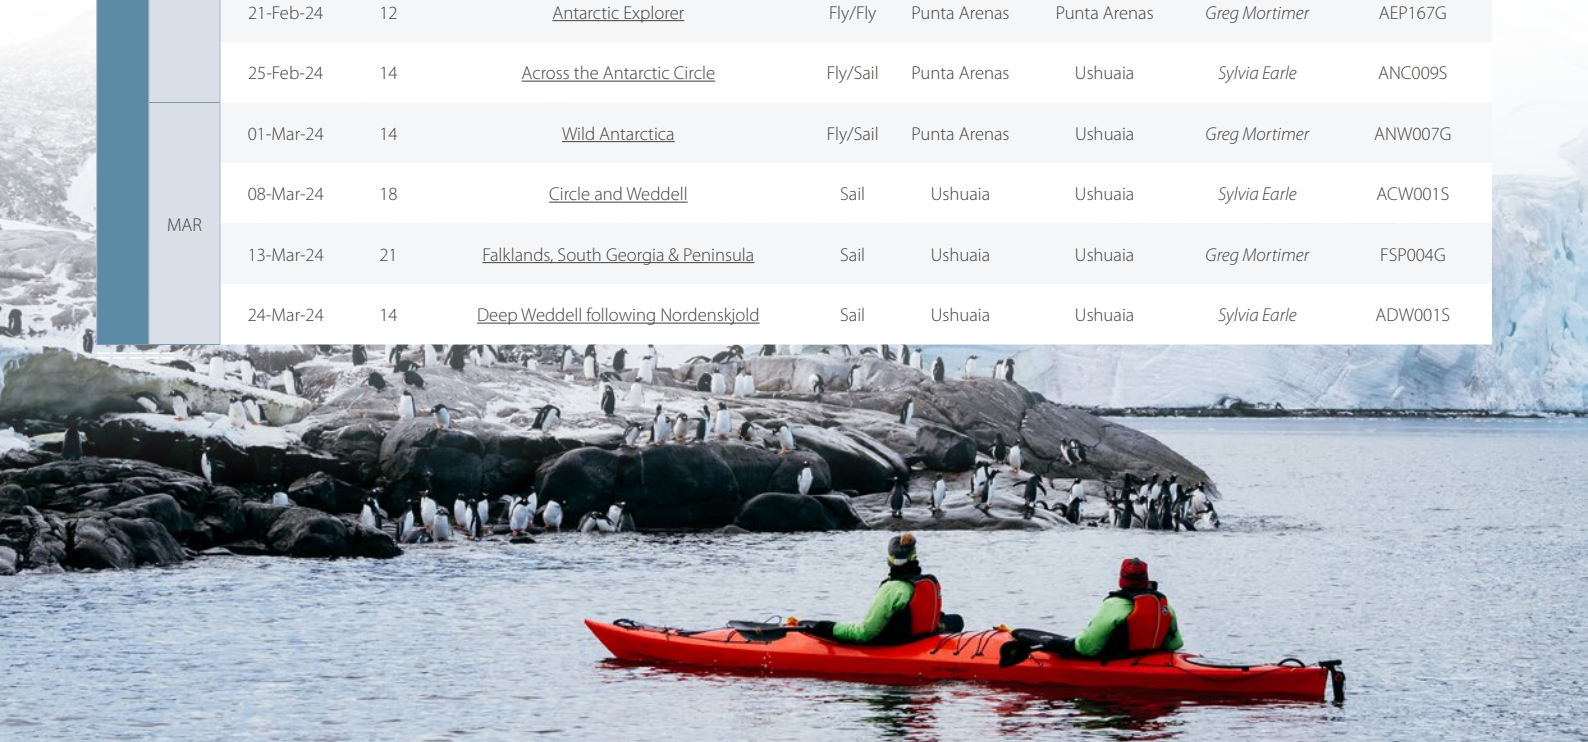 21-Feb-24 12 Antarctic Explorer Fly/Fly Punta Arenas Punta Arenas Greg Mortimer AEP167G
25-Feb-24 14 Across the Antarctic Circle Fly/Sail Punta Arenas Ushuaia Sylvia Earle ANC009S
01-Mar-24 14 Wild Antarctica Fly/Sail Punta Arenas Ushuaia Greg Mortimer ANW007G
08-Mar-24 18 Circle and Weddell Sail Ushuaia Ushuaia Sylvia Earle ACW001S
MAR
13-Mar-24 21 Falklands, South Georgia & Peninsula Sail Ushuaia Ushuaia Greg Mortimer FSP004G
24-Mar-24 14 Deep Weddell following Nordenskjold Sail Ushuaia Ushuaia Sylvia Earle ADW001S